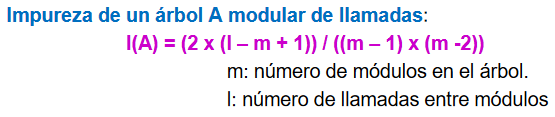 Impureza de un árbol A modular de llamadas:
I(A) = (2 x (l – m + 1)) / ((m – 1) x (m -2))
m: número de módulos en el árbol.
l: número de llamadas entre módulos